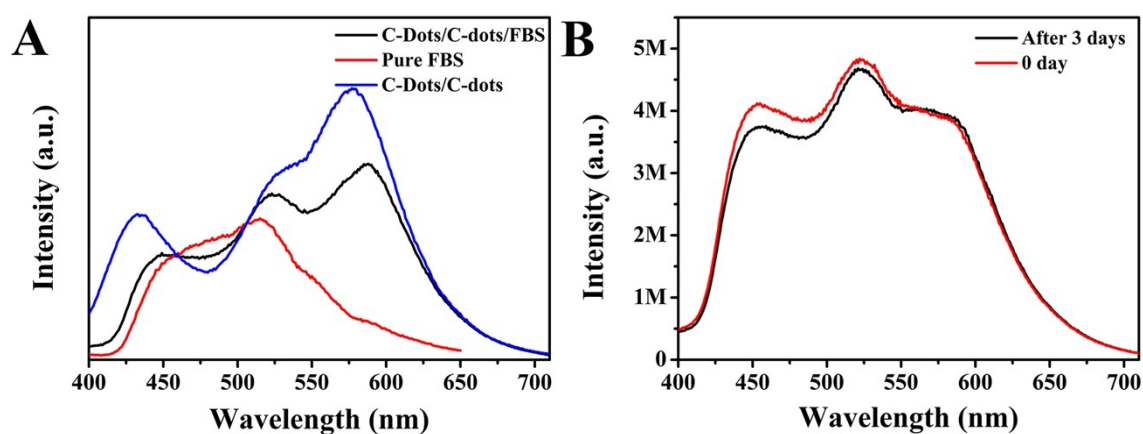 A
C-Dots/C-dots/FBS
Pure FBS
C-Dots/C-dots
Intensity (a.u.)
400 450 500 550 600 650 700
Wavelength (nm)
B
After 3 days
0 day
5M
4M
3M
2M
1M
0
Intensity (a.u.)
400 450 500 550 600 650 700
Wavelength (nm)